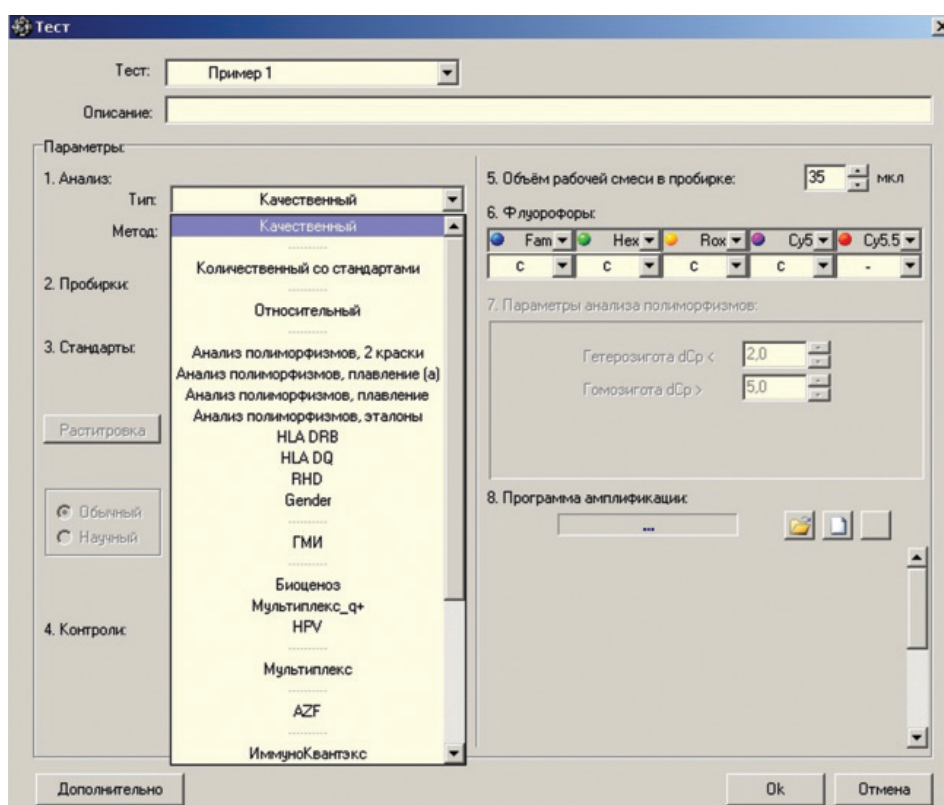 Тест
Тест:
Пример 1
Описание:
Параметры:
1. Анализ:
Тип:
Качественный
Метод:
Качественный
----------
Количественный со стандартами
----------
Относительный
----------
Анализ полиморфизмов, 2 краски
Анализ полиморфизмов, плавление (а)
Анализ полиморфизмов, плавление
Анализ полиморфизмов, эталоны
HLA DRB
HLA DQ
RHD
Gender
----------
ГМИ
----------
Биоценоз
Мультиплекс_q+
HPV
----------
Мультиплекс
----------
AZF
----------
ИммуноКвантэкс
2. Пробирки:
3. Стандарты:
Раститровка
Обычный
Научный
4. Контроли:
5. Объём рабочей смеси в пробирке:
35 мкл
6. Флуорофоры:
Fam Hex Rox Cy5 Cy5.5
С С С С -
7. Параметры анализа полиморфизмов:
Гетерозигота dCp < 2,0
Гомозигота dCp > 5,0
8. Программа амплификации:
...
Дополнительно
Ok
Отмена